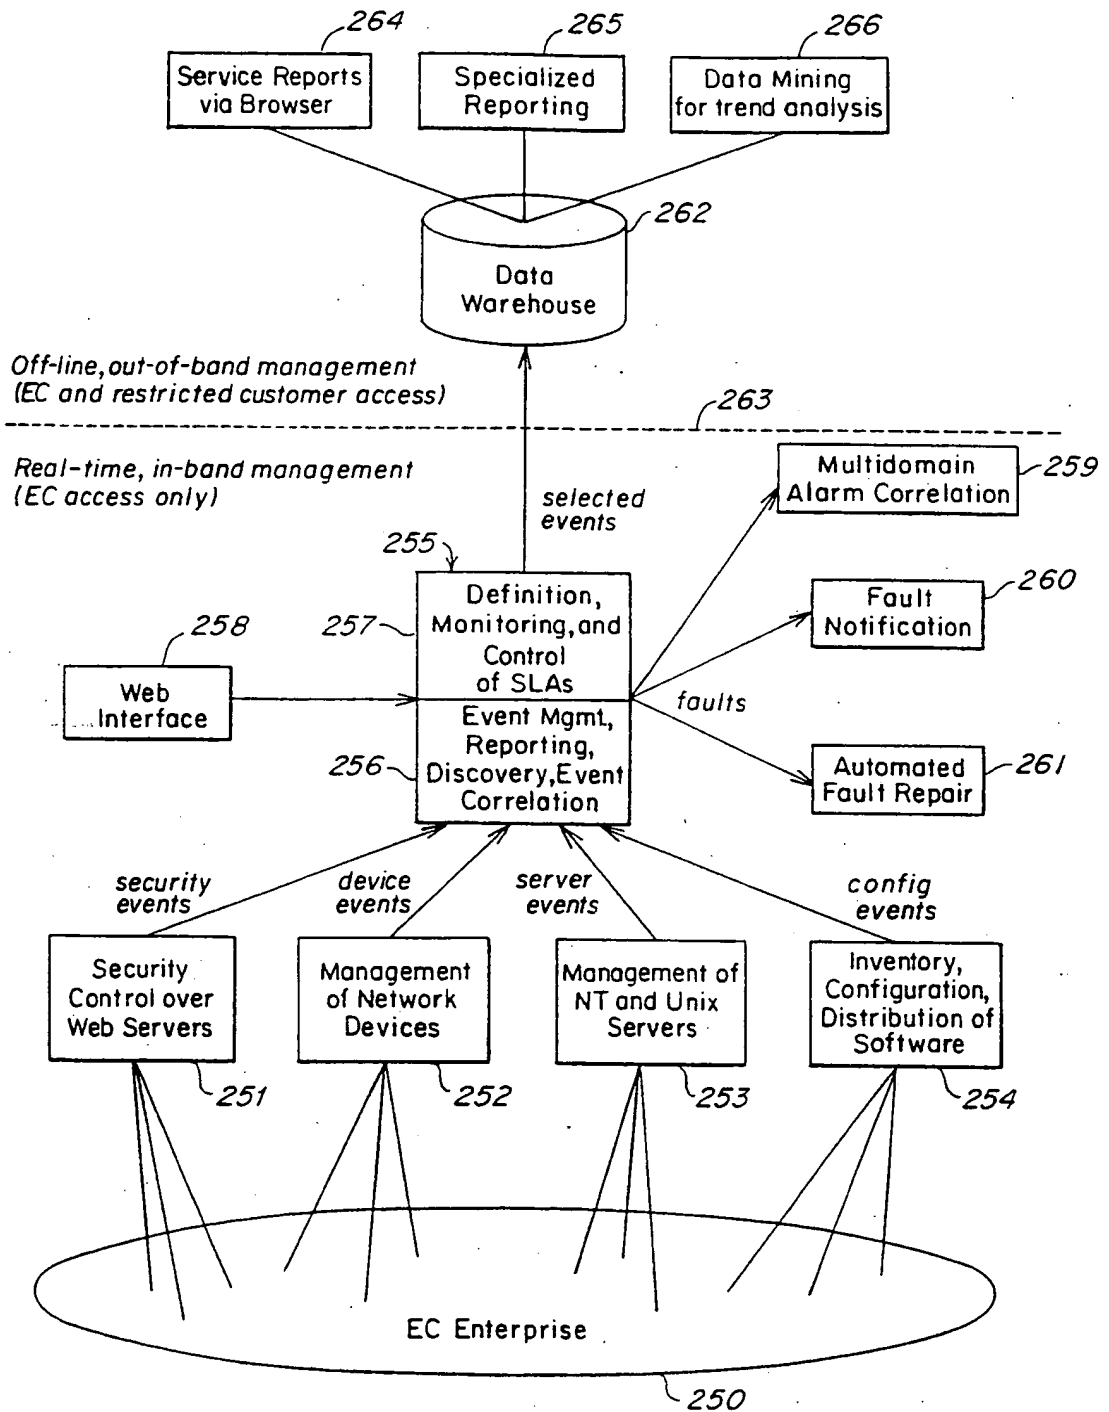 264
265
266
Service Reports
via Browser
Specialized
Reporting
Data Mining
for trend analysis
262
Data
Warehouse
Off-line, out-of-band management
(EC and restricted customer access)
263
Real-time, in-band management
(EC access only)
Multidomain
Alarm Correlation
259
selected
events
255
Definition,
Monitoring, and
Control
of SLAs
257
258
Web
Interface
Fault
Notification
260
faults
Event Mgmt,
Reporting,
Discovery, Event
Correlation
256
Automated
Fault Repair
261
security
events
device
events
server
events
config
events
Security
Control over
Web Servers
Management
of Network
Devices
Management of
NT and Unix
Servers
Inventory,
Configuration,
Distribution of
Software
251
252
253
254
EC Enterprise
250